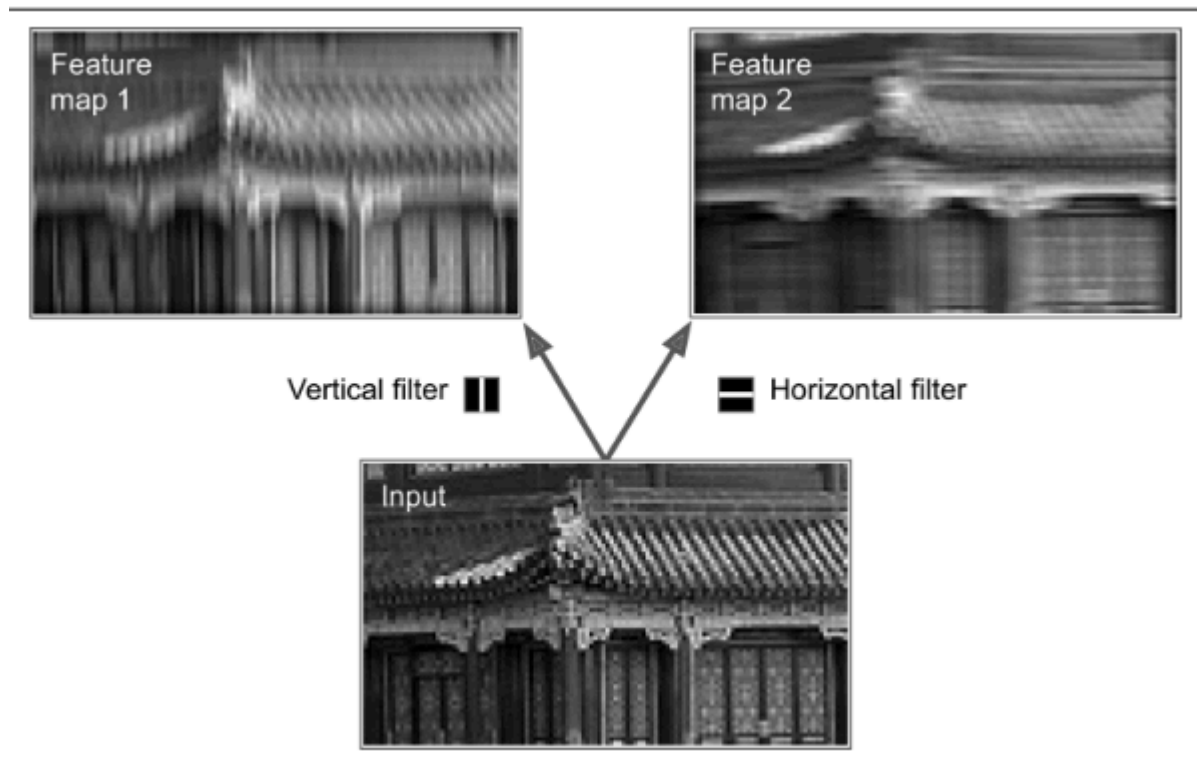 Feature
map 1
Feature
map 2
Vertical filter
Horizontal filter
Input